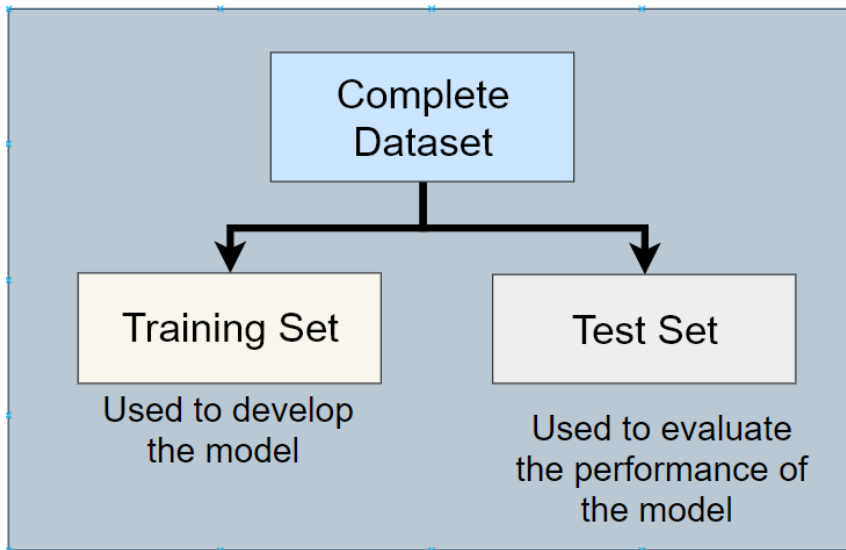 Complete
Dataset
Training Set
Test Set
Used to develop
the model
Used to evaluate
the performance of
the model